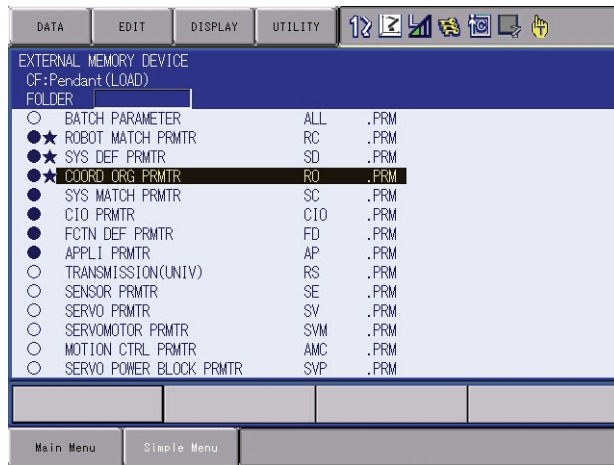 DATA EDIT DISPLAY UTILITY
EXTERNAL MEMORY DEVICE
CF:Pendant(LOAD)
FOLDER
BATCH PARAMETER ALL .PRM
ROBOT MATCH PRMTR RC .PRM
SYS DEF PRMTR SD .PRM
COORD ORG PRMTR RO .PRM
SYS MATCH PRMTR SC .PRM
CIO PRMTR CIO .PRM
FCTN DEF PRMTR FD .PRM
APPLI PRMTR AP .PRM
TRANSMISSION(UNIV) RS .PRM
SENSOR PRMTR SE .PRM
SERVO PRMTR SV .PRM
SERVOMOTOR PRMTR SVM .PRM
MOTION CTRL PRMTR AMC .PRM
SERVO POWER BLOCK PRMTR SVP .PRM
Main Menu Simple Menu